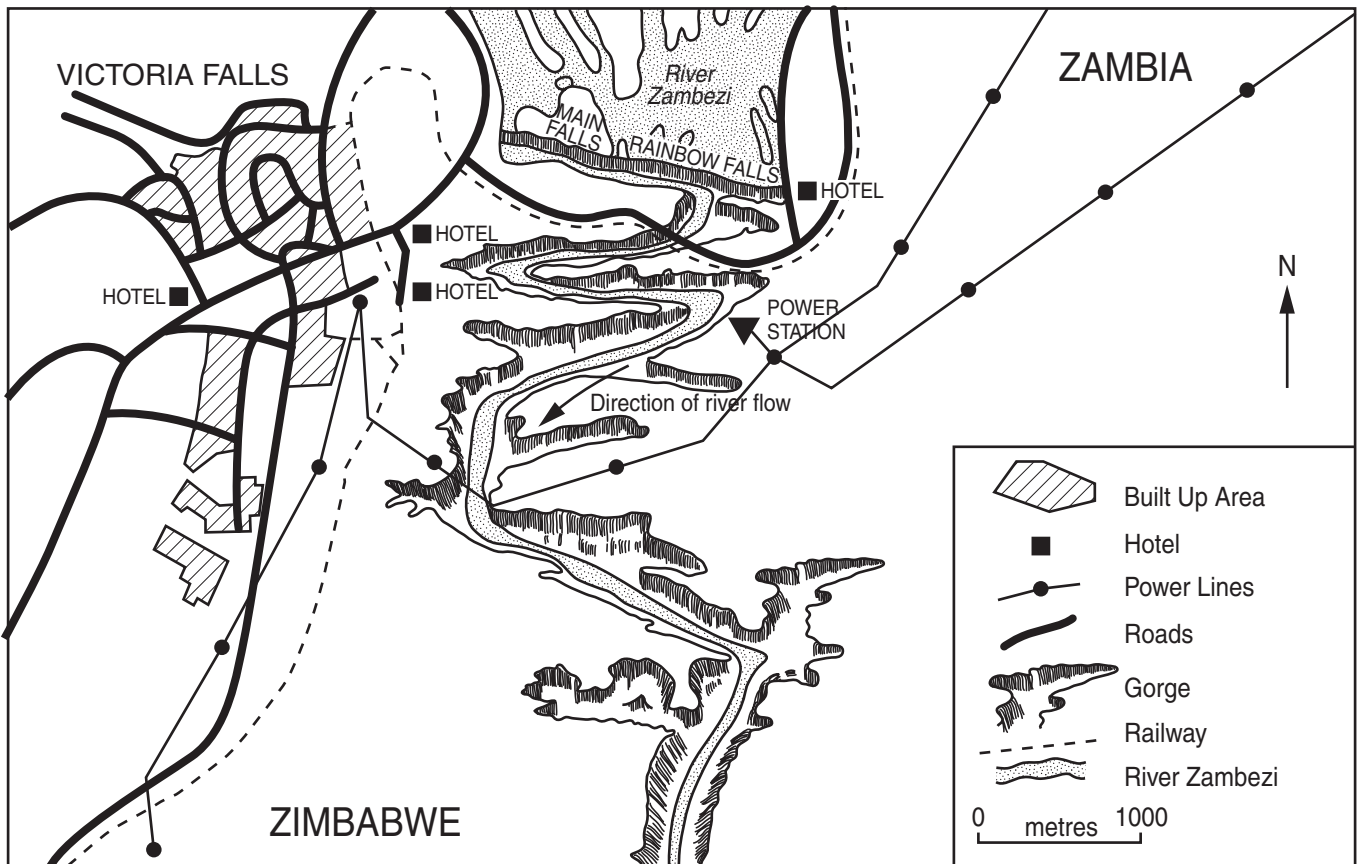 VICTORIA FALLS
River
Zambezi
ZAMBIA
MAIN
FALLS
RAINBOW FALLS
HOTEL
HOTEL
HOTEL
HOTEL
POWER
STATION
N
Direction of river flow
Built Up Area
Hotel
Power Lines
Roads
Gorge
Railway
River Zambezi
0 metres 1000
ZIMBABWE